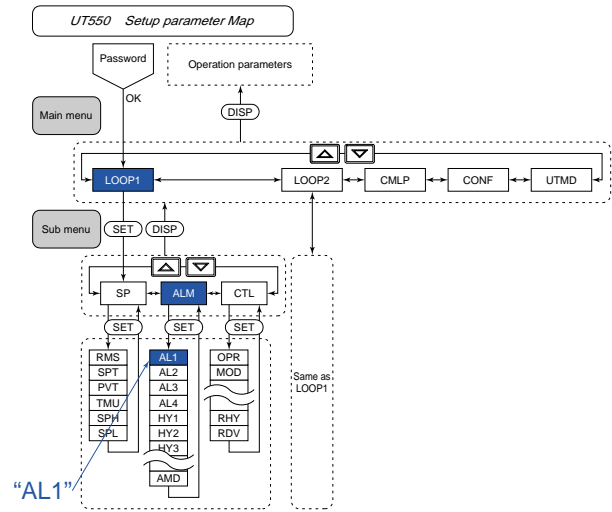 UT550 Setup parameter Map
Password
Operation parameters
OK
Main menu
DISP
LOOP1
LOOP2
CMLP
CONF
UTMD
Sub menu
SET
DISP
SP
ALM
CTL
SET
SET
SET
RMS
SPT
PVT
TMU
SPH
SPL
AL1
AL2
AL3
AL4
HY1
HY2
HY3
AMD
OPR
MOD
RHY
RDV
Same as
LOOP1
“AL1”